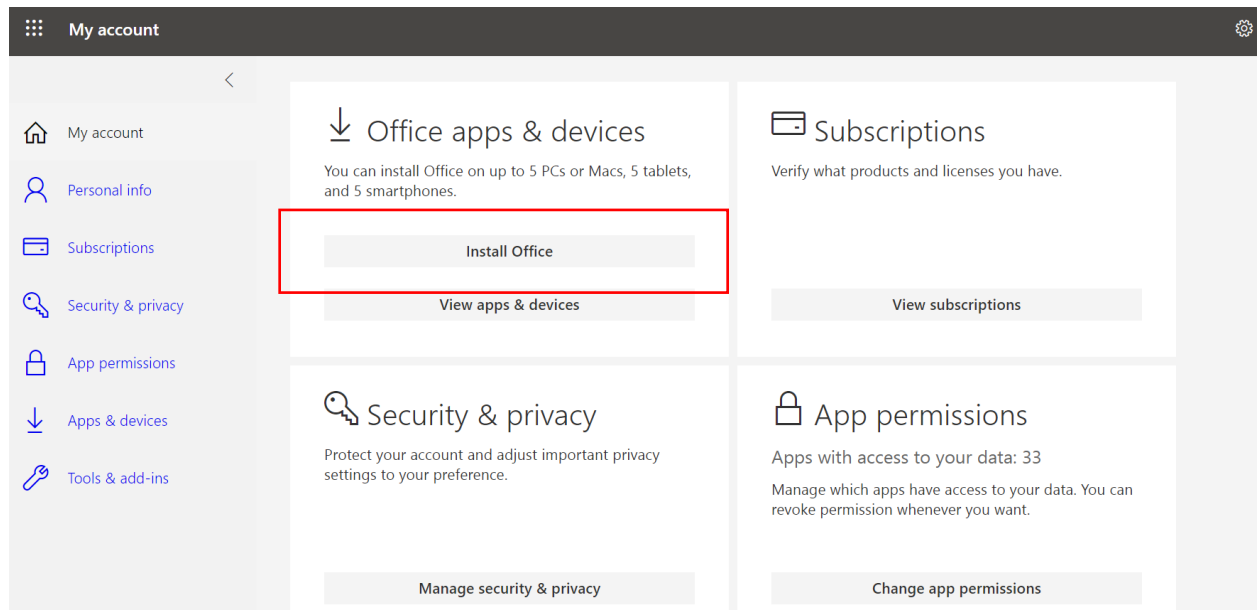 My account
My account
Personal info
Subscriptions
Security & privacy
App permissions
Apps & devices
Tools & add-ins
Office apps & devices
You can install Office on up to 5 PCs or Macs, 5 tablets,
and 5 smartphones.
Install Office
View apps & devices
Subscriptions
Verify what products and licenses you have.
View subscriptions
Security & privacy
Protect your account and adjust important privacy
settings to your preference.
Manage security & privacy
App permissions
Apps with access to your data: 33
Manage which apps have access to your data. You can
revoke permission whenever you want.
Change app permissions